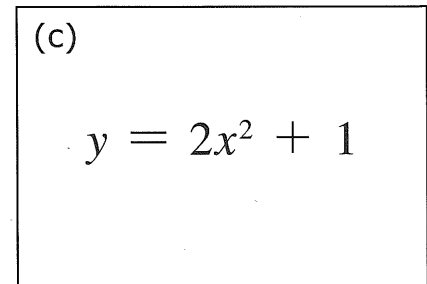 (c)
y = 2x² + 1